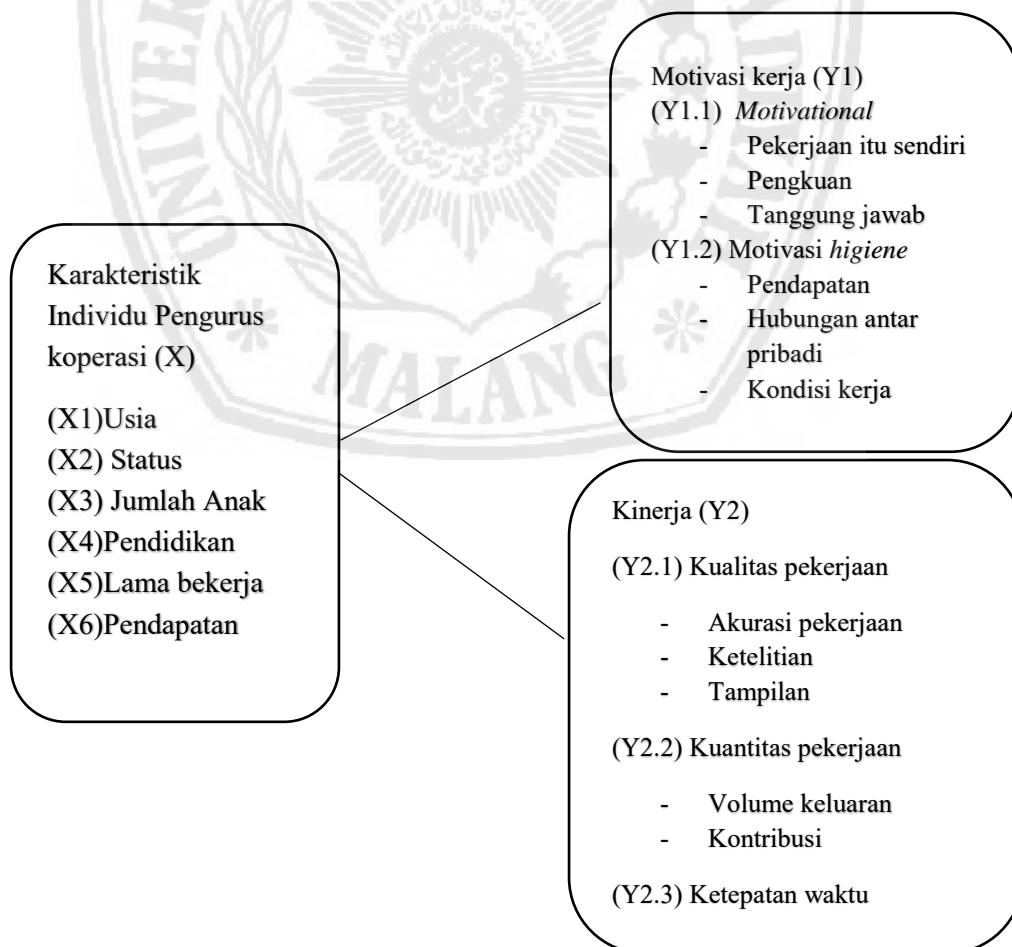 UNIVER
MALANG
Karakteristik
Individu Pengurus
koperasi (X)
(X1)Usia
(X2) Status
(X3) Jumlah Anak
(X4)Pendidikan
(X5)Lama bekerja
(X6)Pendapatan
Motivasi kerja (Y1)
(Y1.1) Motivational
- Pekerjaan itu sendiri
- Pengkuan
- Tanggung jawab
(Y1.2) Motivasi higiene
- Pendapatan
- Hubungan antar
pribadi
- Kondisi kerja
Kinerja (Y2)
(Y2.1) Kualitas pekerjaan
- Akurasi pekerjaan
- Ketelitian
- Tampilan
(Y2.2) Kuantitas pekerjaan
- Volume keluaran
- Kontribusi
(Y2.3) Ketepatan waktu